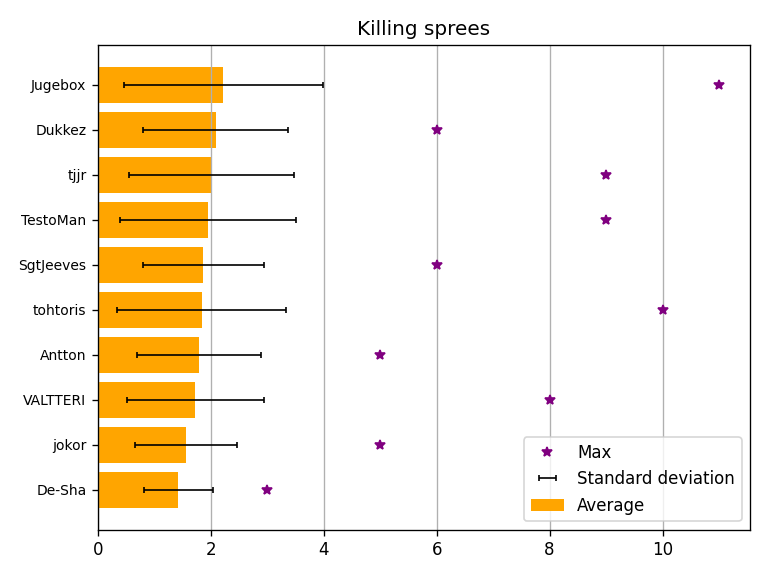 Killing sprees
Jugebox
Dukkez
tjjr
TestoMan
SgtJeeves
tohtoris
Antton
VALTTERI
jokor
De-Sha
Max
Standard deviation
Average
0 2 4 6 8 10